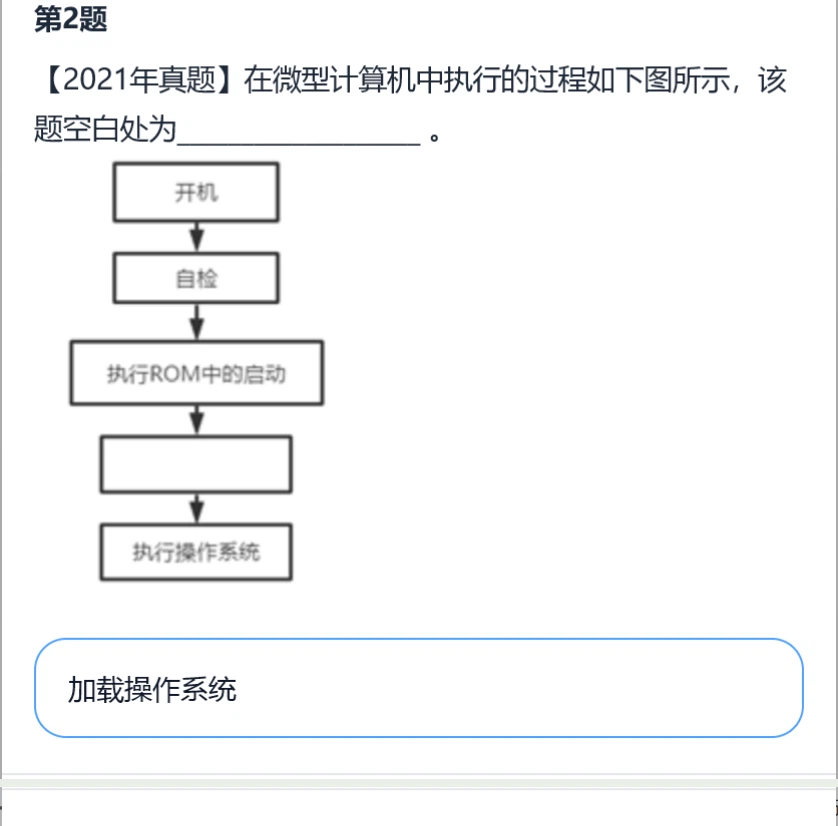 第2题
【2021年真题】在微型计算机中执行的过程如下图所示，该
题空白处为_________________ 。
开机
自检
执行ROM中的启动
执行操作系统
加载操作系统